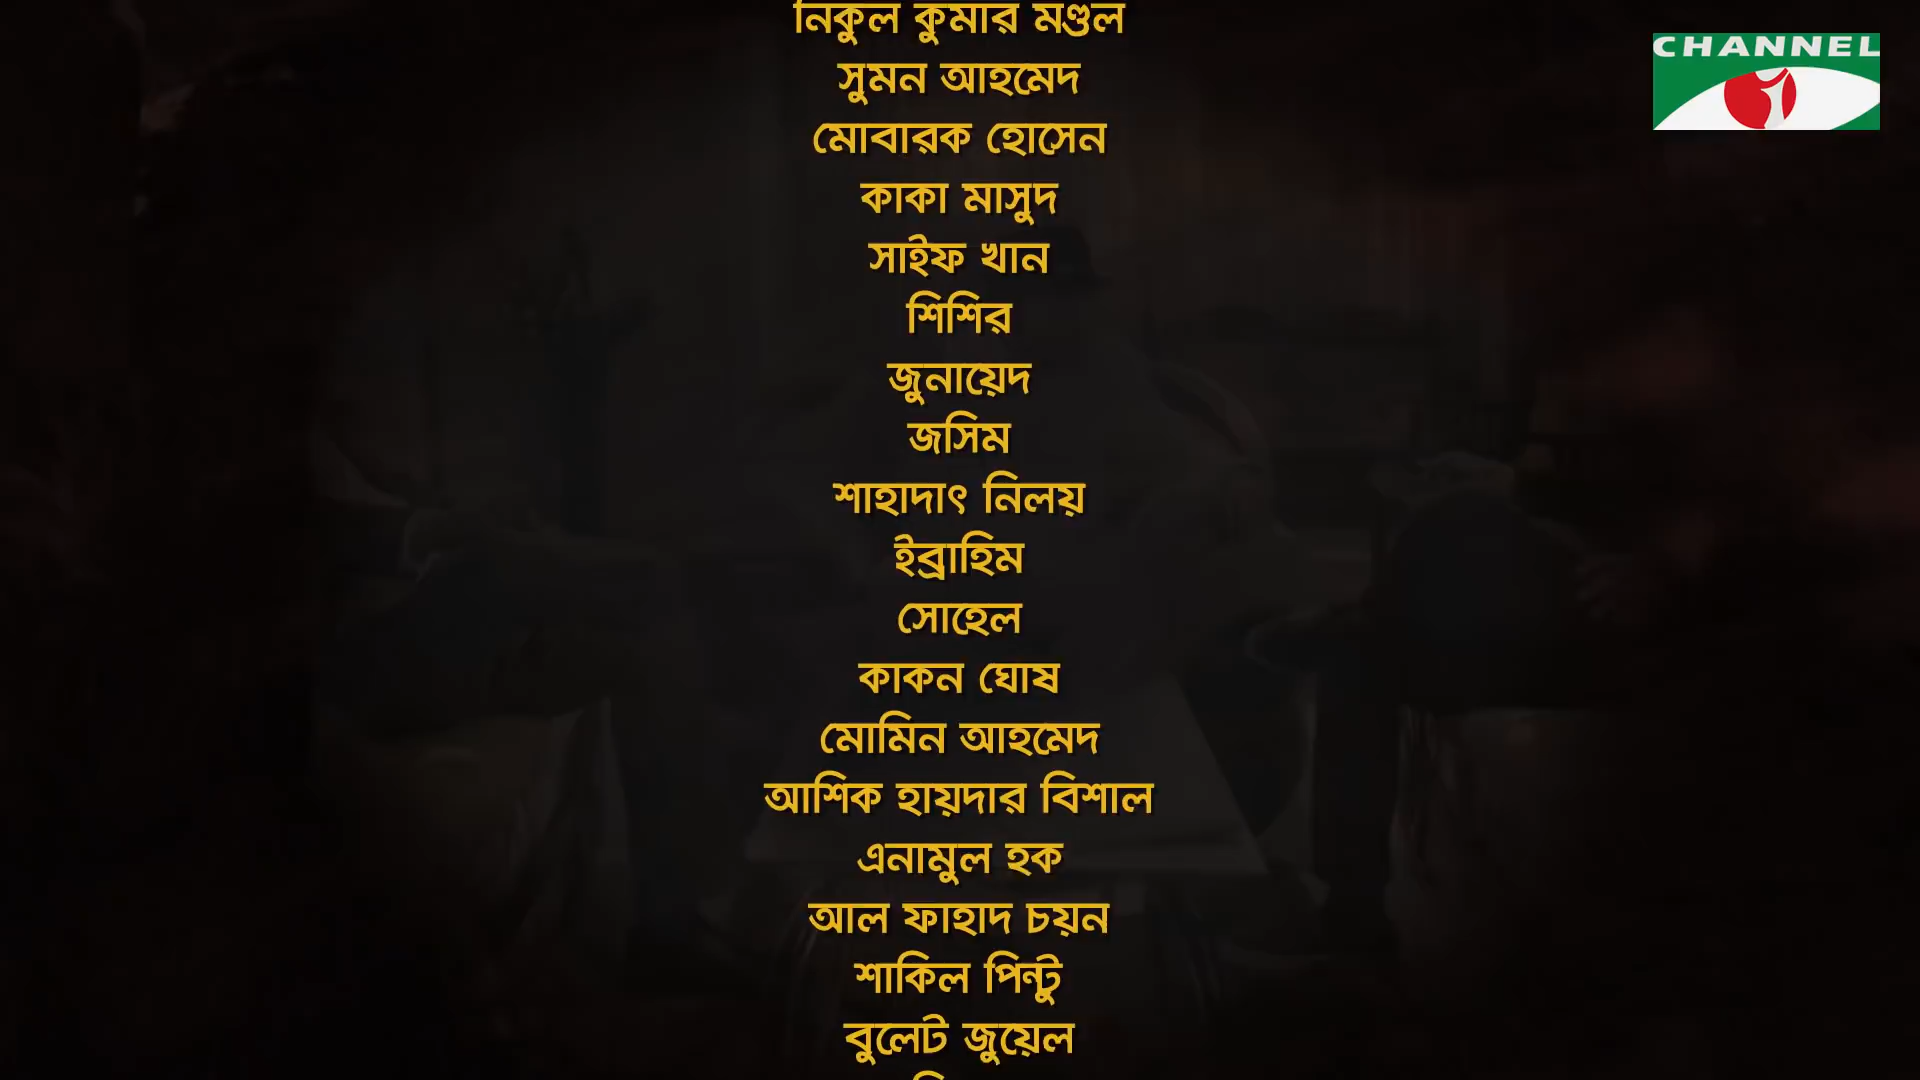 নিকুল কুমার মণ্ডল
CHANNEL
সুমন আহমেদ
মোবারক হোসেন
কাকা মাসুদ
সাইফ খান
শিশির
জুনায়েদ
জসিম
শাহাদাৎ নিলয়
ইব্রাহিম
সোহেল
কাকন ঘোষ
মোমিন আহমেদ
আশিক হায়দার বিশাল
এনামুল হক
আল ফাহাদ চয়ন
শাকিল পিন্টু
বুলেট জুয়েল